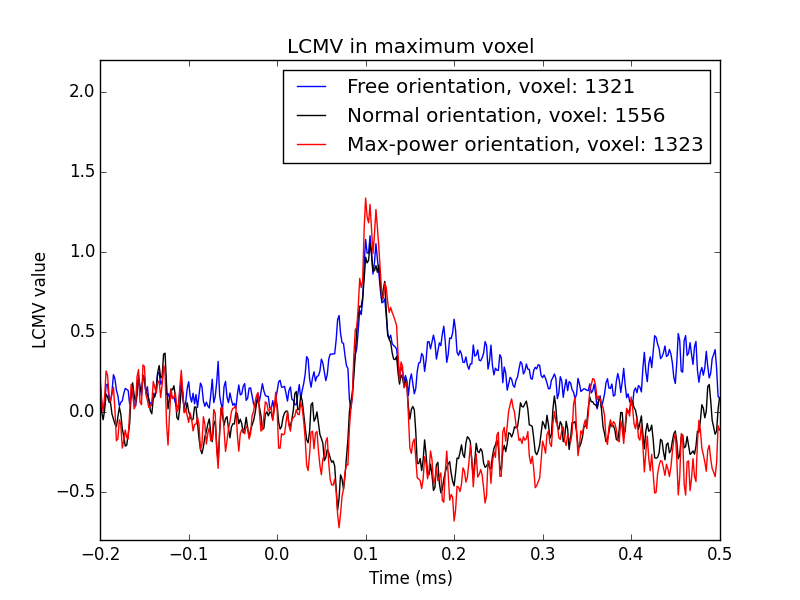 LCMV in maximum voxel
Free orientation, voxel: 1321
Normal orientation, voxel: 1556
Max-power orientation, voxel: 1323
LCMV value
2.0
1.5
1.0
0.5
0.0
−0.5
−0.2 −0.1 0.0 0.1 0.2 0.3 0.4 0.5
Time (ms)